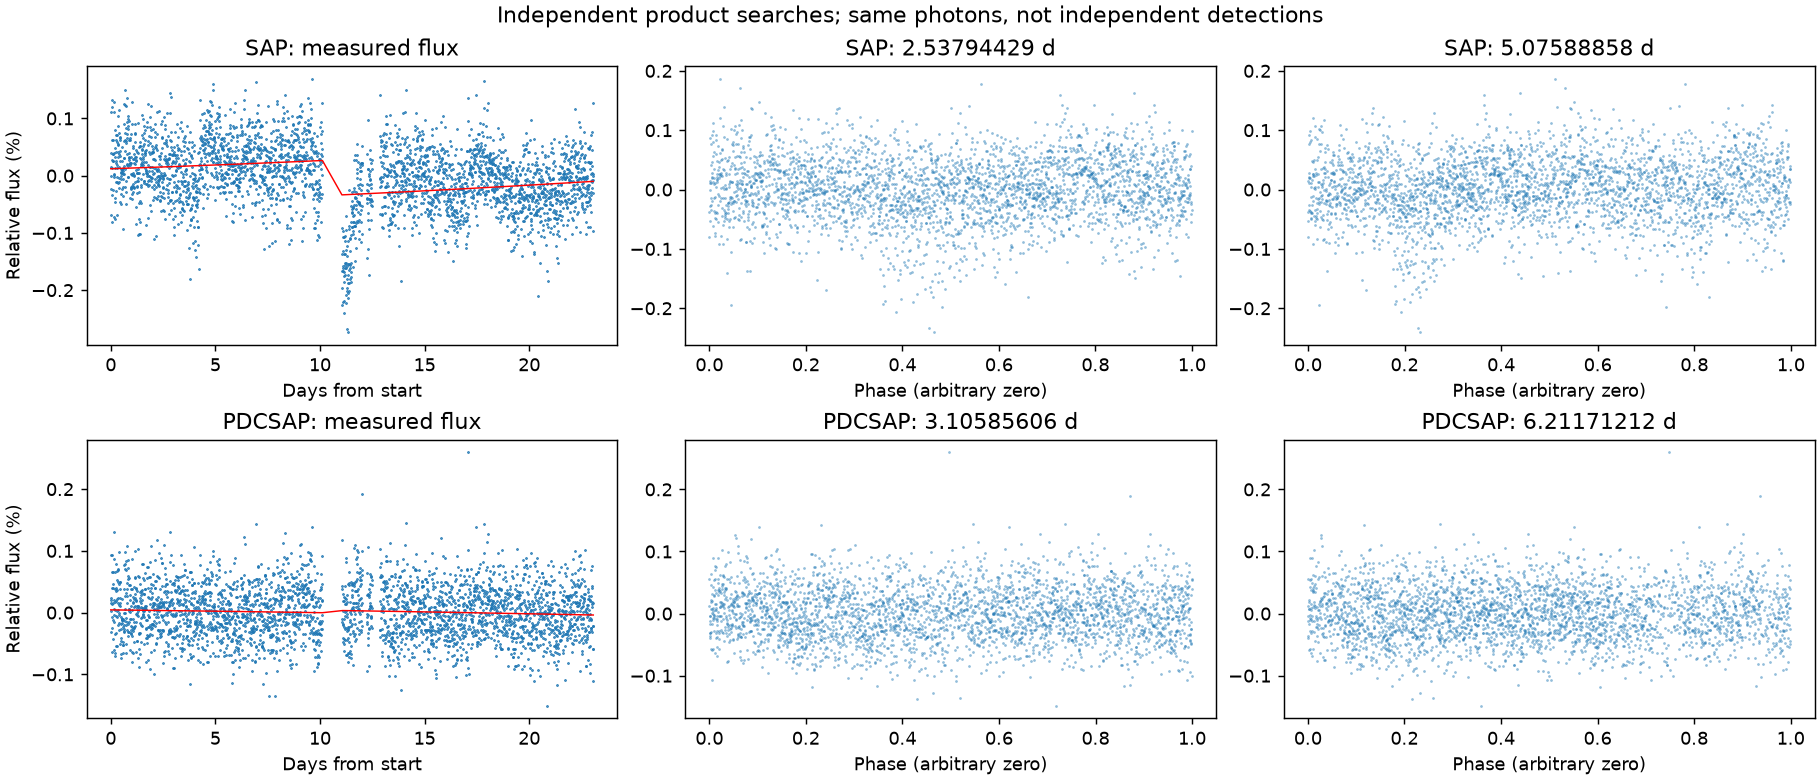 Independent product searches; same photons, not independent detections
SAP: measured flux
SAP: 2.53794429 d
SAP: 5.07588858 d
Relative flux (%)
0.1
0.0
−0.1
−0.2
0 5 10 15 20
Days from start
0.2
0.1
0.0
−0.1
−0.2
0.0 0.2 0.4 0.6 0.8 1.0
Phase (arbitrary zero)
0.2
0.1
0.0
−0.1
−0.2
0.0 0.2 0.4 0.6 0.8 1.0
Phase (arbitrary zero)
PDCSAP: measured flux
PDCSAP: 3.10585606 d
PDCSAP: 6.21171212 d
Relative flux (%)
0.2
0.1
0.0
−0.1
0 5 10 15 20
Days from start
0.2
0.1
0.0
−0.1
0.0 0.2 0.4 0.6 0.8 1.0
Phase (arbitrary zero)
0.2
0.1
0.0
−0.1
0.0 0.2 0.4 0.6 0.8 1.0
Phase (arbitrary zero)